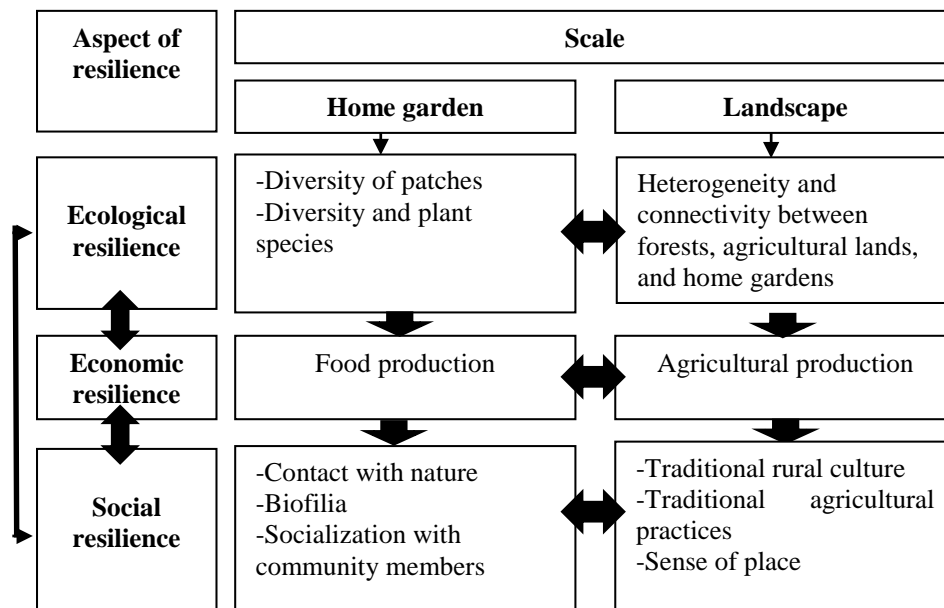 Aspect of
resilience
Scale
Home garden
Landscape
Ecological
resilience
-Diversity of patches
-Diversity and plant
species
Heterogeneity and
connectivity between
forests, agricultural lands,
and home gardens
Economic
resilience
Food production
Agricultural production
Social
resilience
-Contact with nature
-Biofilia
-Socialization with
community members
-Traditional rural culture
-Traditional agricultural
practices
-Sense of place